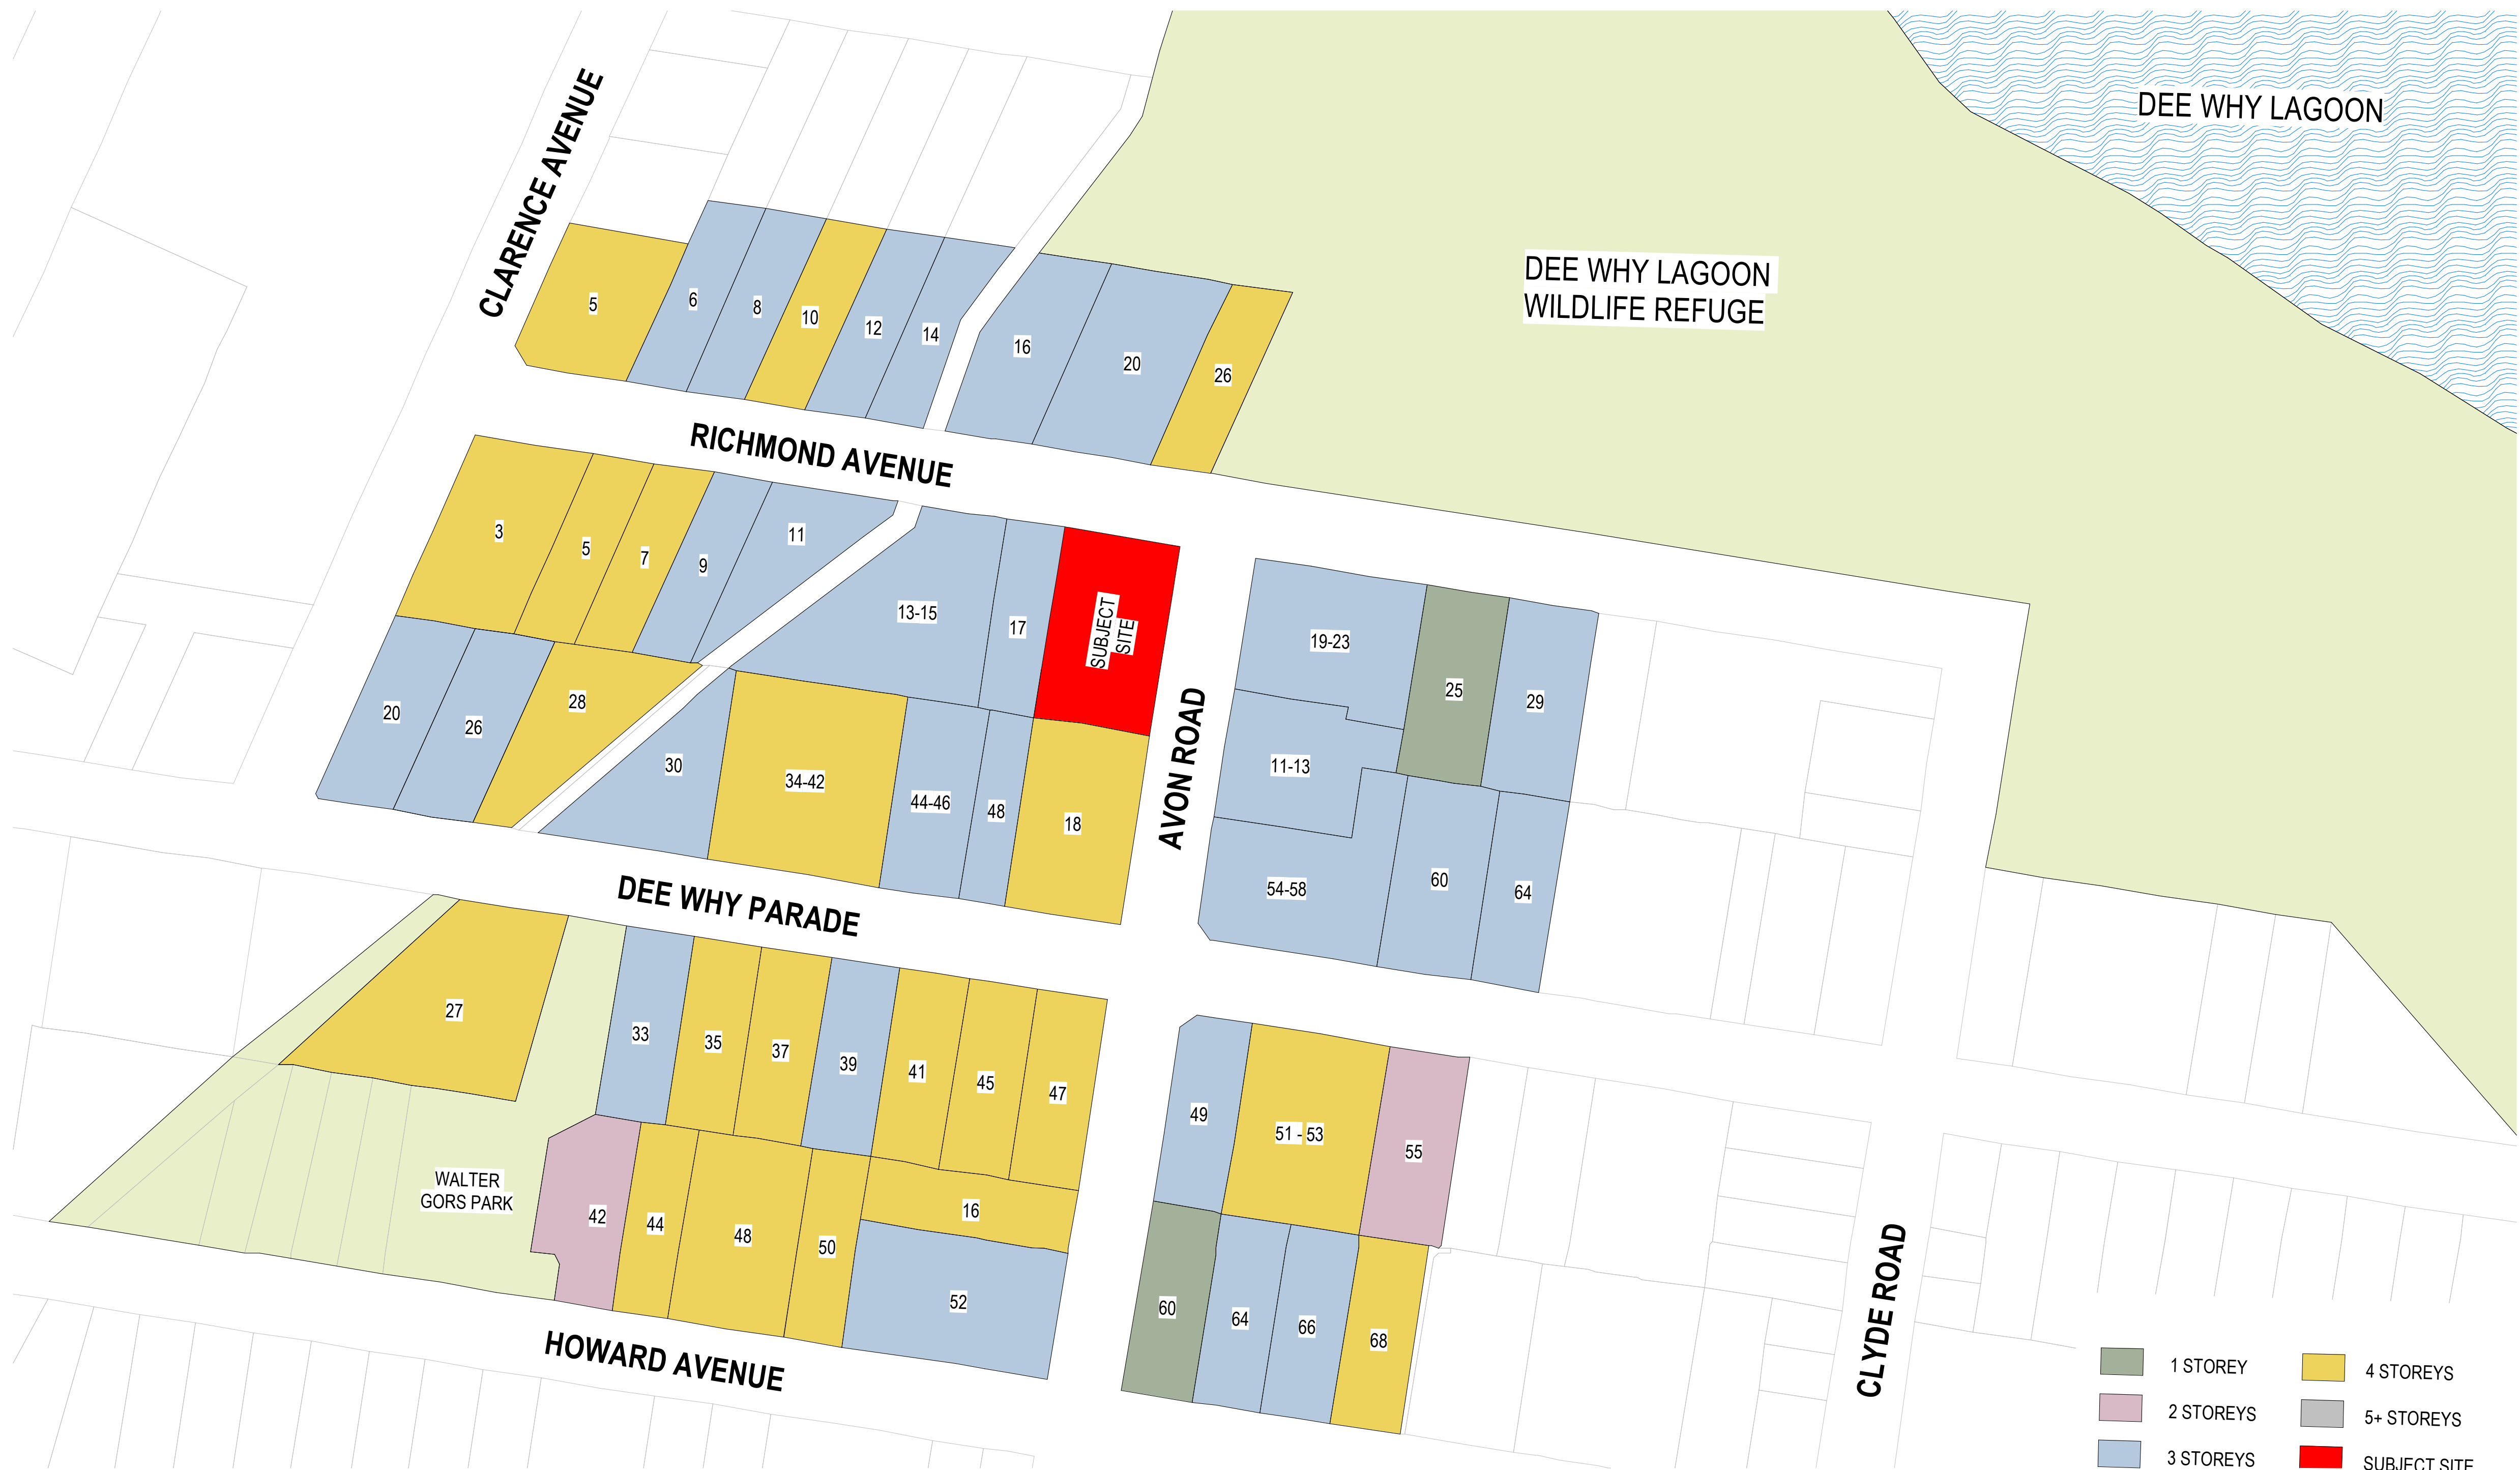 DEE WHY LAGOON
CLARENCE AVENUE
DEE WHY LAGOON
WILDLIFE REFUGE
5
6
8
10
12
14
16
20
26
RICHMOND AVENUE
3
5
7
9
11
13-15
17
SUBJECT
SITE
19-23
25
29
20
26
28
30
34-42
44-46
48
18
AVON ROAD
11-13
54-58
60
64
DEE WHY PARADE
27
33
35
37
39
41
45
47
49
51 - 53
55
WALTER
GORS PARK
42
44
48
50
16
52
60
64
66
68
HOWARD AVENUE
CLYDE ROAD
1 STOREY
4 STOREYS
2 STOREYS
5+ STOREYS
3 STOREYS
SUBJECT SITE